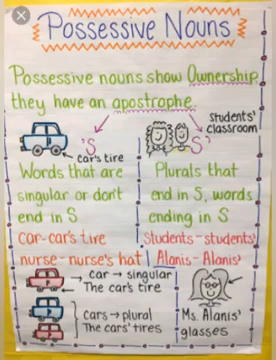 Possessive Nouns
Possessive nouns show Ownership
they have an apostrophe.
'S
car's tire
Words that are
singular or don't
end in S
car-car's tire
nurse-nurse's hat
students'
classroom
S'
Plurals that
end in S, words
ending in S
Students-students'
Alanis-Alanis'
car → singular
The car's tire
cars → plural
The cars' tires
Ms. Alanis'
glasses